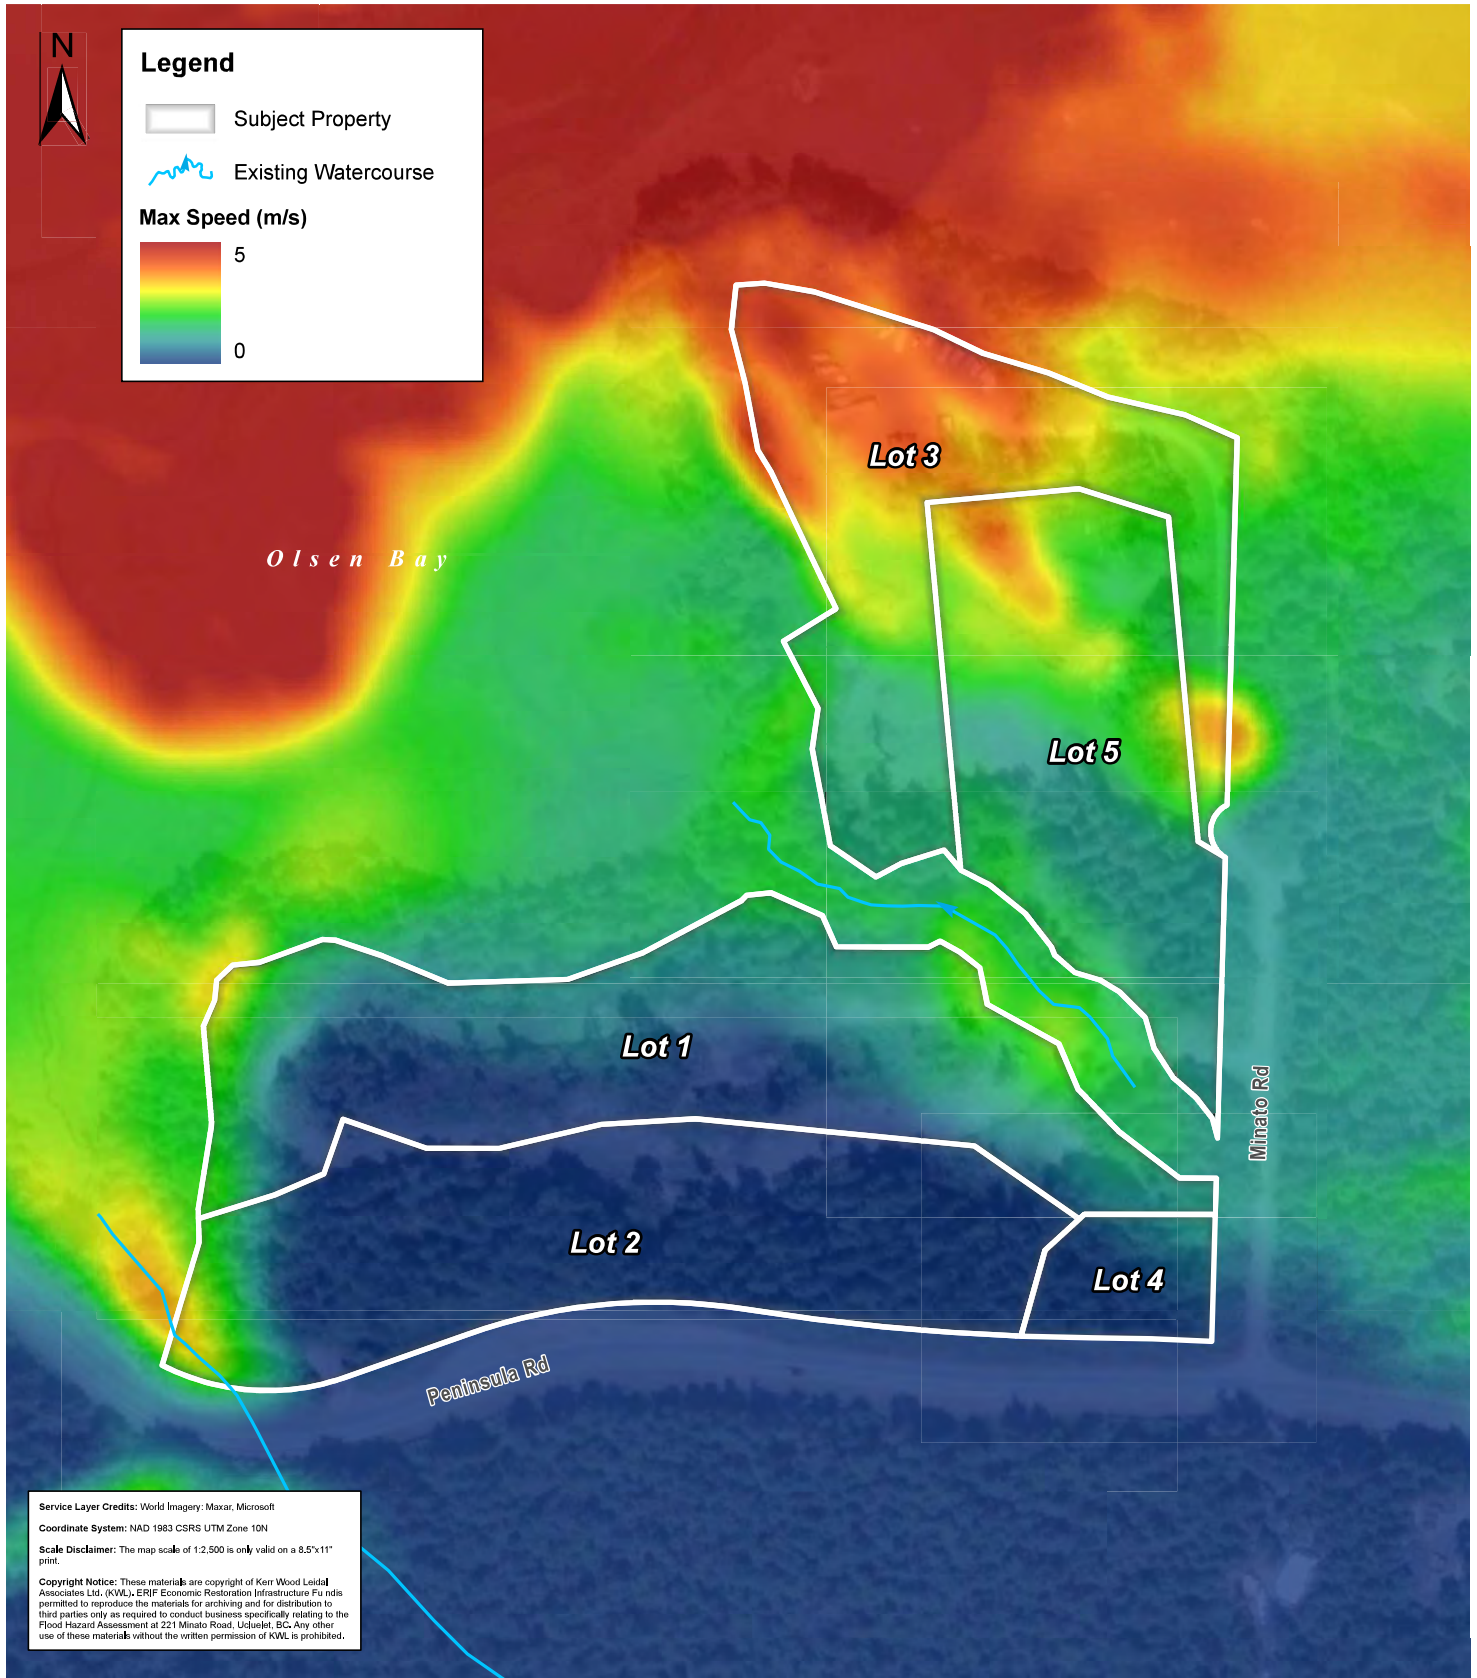 N
Legend
Subject Property
Existing Watercourse
Max Speed (m/s)
5
0
Lot 3
Olsen Bay
Lot 5
Lot 1
Minato Rd
Lot 2
Lot 4
Peninsula Rd
Service Layer Credits: World Imagery: Maxar, Microsoft
Coordinate System: NAD 1983 CSRS UTM Zone 10N
Scale Disclaimer: The map scale of 1:2,500 is only valid on a 8.5"x11"
print.
Copyright Notice: These materials are copyright of Kerr Wood Leidal
Associates Ltd. (KWL). ERIF Economic Restoration Infrastructure Fu ndis
permitted to reproduce the materials for archiving and for distribution to
third parties only as required to conduct business specifically relating to the
Flood Hazard Assessment at 221 Minato Road, Ucluelet, BC. Any other
use of these materials without the written permission of KWL is prohibited.